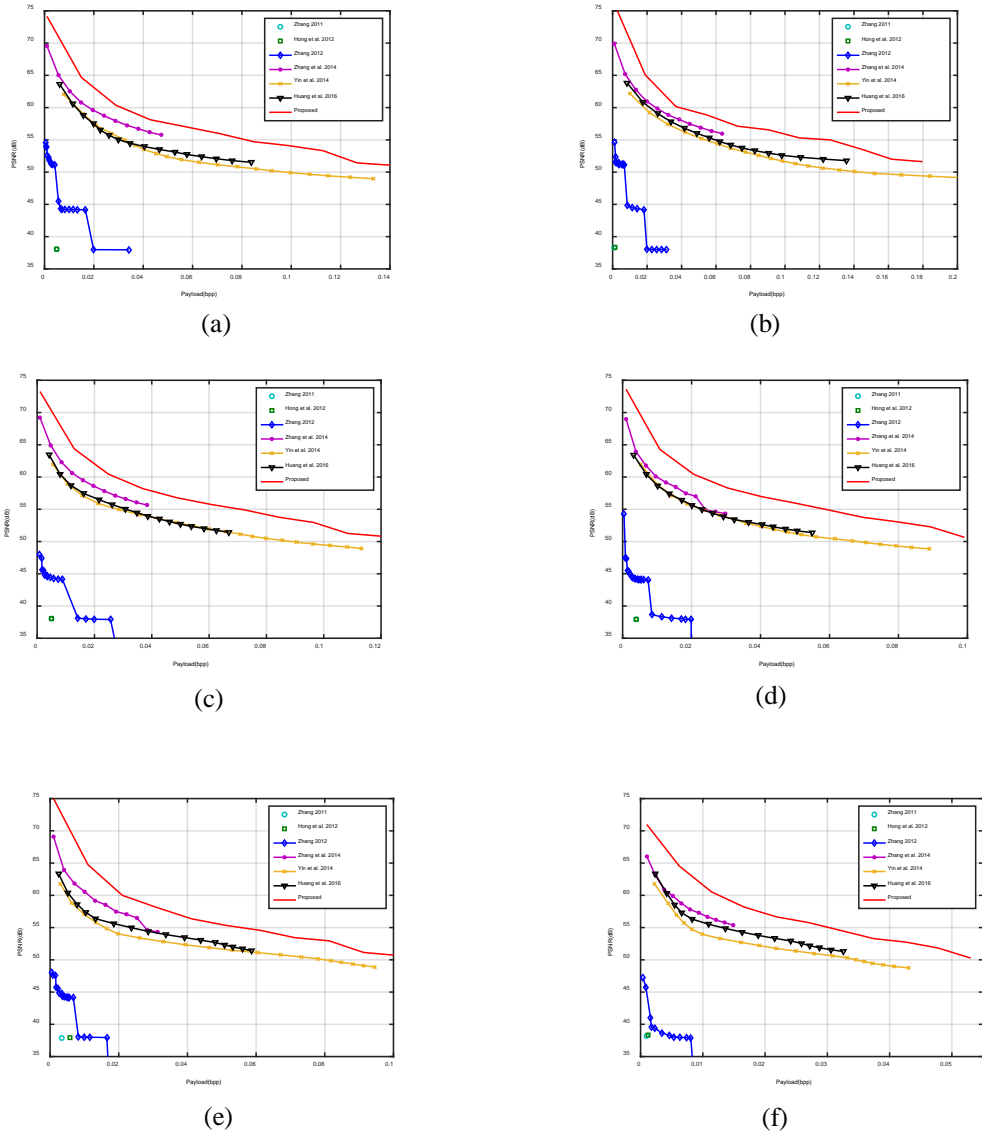 75
70
65
60
55
50
45
40
35
PSNR (dB)
0
0.02
0.04
0.06
0.08
0.1
0.12
0.14
Payload(bpp)
Zhang 2011
Hong et al. 2012
Zhang 2012
Zhang et al. 2014
Yin et al. 2014
Huang et al. 2016
Proposed
(a)
75
70
65
60
55
50
45
40
35
PSNR (dB)
0
0.02
0.04
0.06
0.08
0.1
0.12
0.14
0.16
0.18
0.2
Payload(bpp)
Zhang 2011
Hong et al. 2012
Zhang 2012
Zhang et al. 2014
Yin et al. 2014
Huang et al. 2016
Proposed
(b)
75
70
65
60
55
50
45
40
35
PSNR(dB)
0
0.02
0.04
0.06
0.08
0.1
0.12
Payload(bpp)
Zhang 2011
Hong et al. 2012
Zhang 2012
Zhang et al. 2014
Yin et al. 2014
Huang et al. 2016
Proposed
(c)
75
70
65
60
55
50
45
40
35
PSNR(dB)
0
0.02
0.04
0.06
0.08
0.1
Payload(bpp)
Zhang 2011
Hong et al. 2012
Zhang 2012
Zhang et al. 2014
Yin et al. 2014
Huang et al. 2016
Proposed
(d)
75
70
65
60
55
50
45
40
35
PSNR(dB)
0
0.02
0.04
0.06
0.08
0.1
Payload(bpp)
Zhang 2011
Hong et al. 2012
Zhang 2012
Zhang et al. 2014
Yin et al. 2014
Huang et al. 2016
Proposed
(e)
75
70
65
60
55
50
45
40
35
PSNR(dB)
0
0.01
0.02
0.03
0.04
0.05
Payload(bpp)
Zhang 2011
Hong et al. 2012
Zhang 2012
Zhang et al. 2014
Yin et al. 2014
Huang et al. 2016
Proposed
(f)